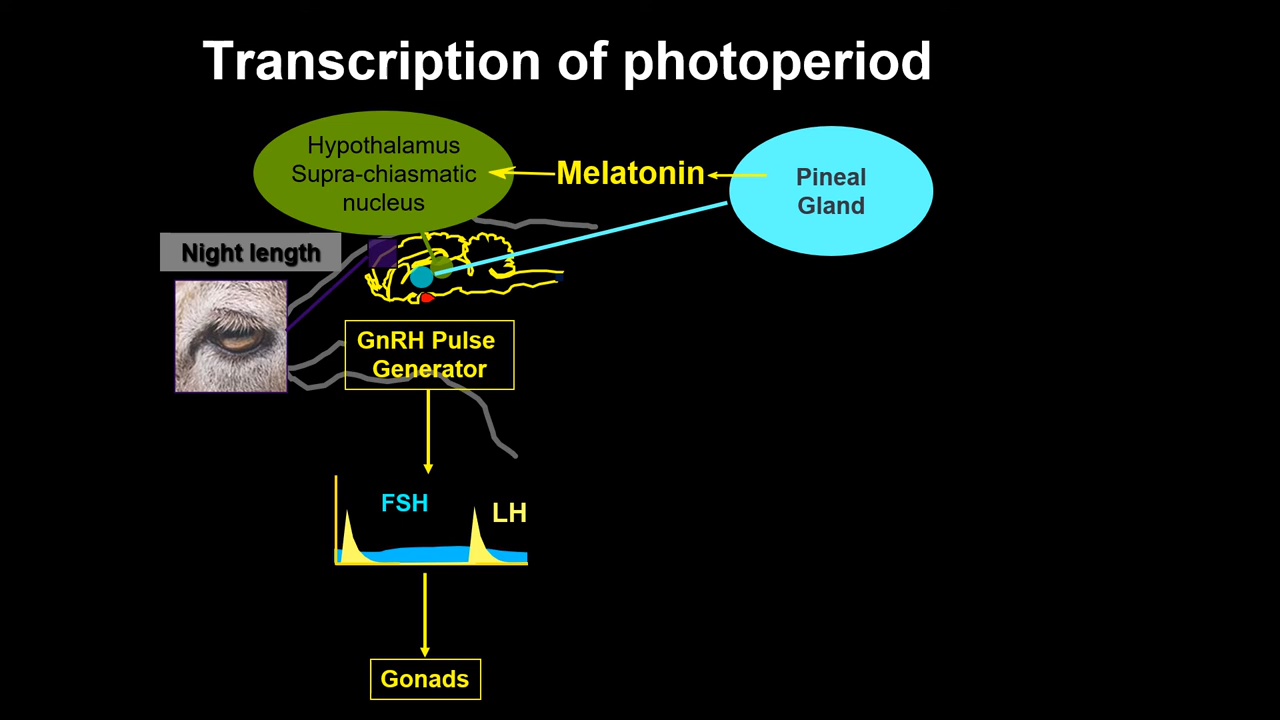 Transcription of photoperiod
Hypothalamus
Supra-chiasmatic
nucleus
Melatonin
Pineal
Gland
Night length
GnRH Pulse
Generator
FSH
LH
Gonads